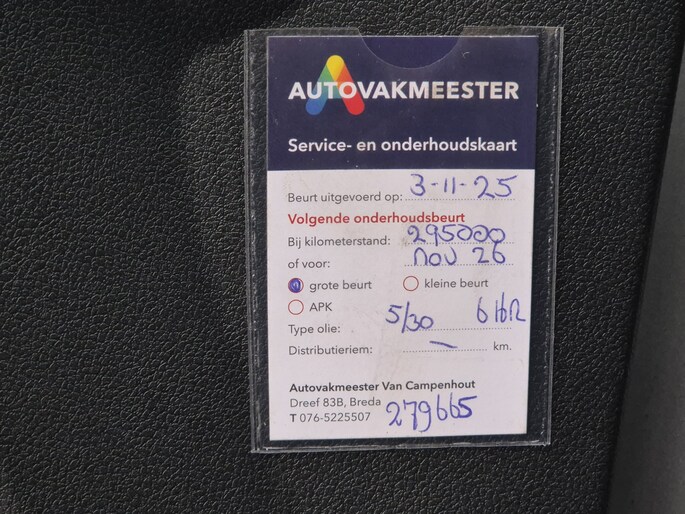 AUTOVAKMEESTER
Service- en onderhoudskaart
Beurt uitgevoerd op: 3-11-25
Volgende onderhoudsbeurt
Bij kilometerstand: 295000
of voor: nov 26
grote beurt kleine beurt
APK
Type olie: 5/30
Distributieriem: — km.
Autovakmeester Van Campenhout
Dreef 83B, Breda
T 076-5225507 279665